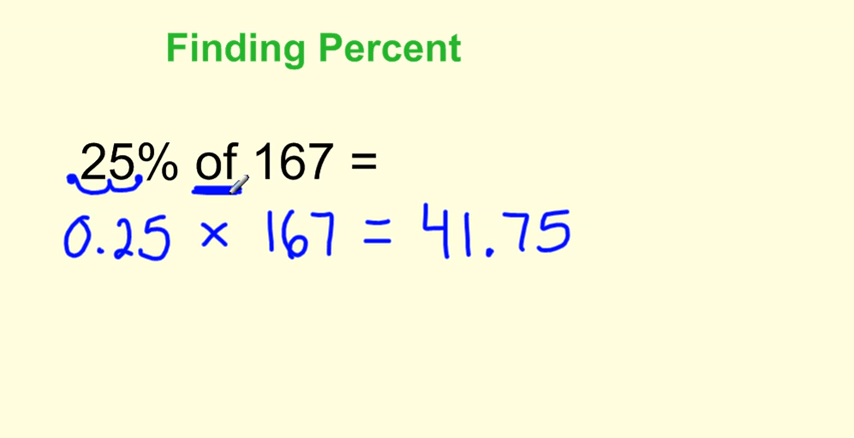 Finding Percent
.25% of 167 =
0.25 × 167 = 41.75